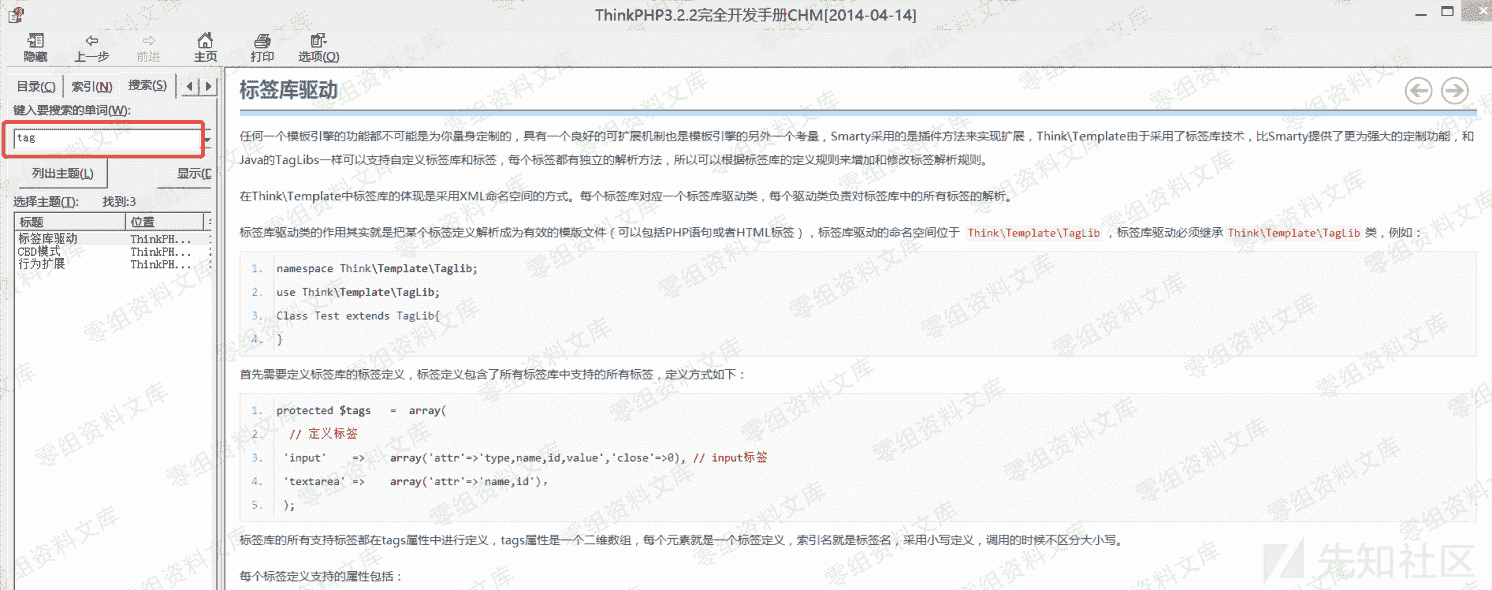 ThinkPHP3.2.2完全开发手册CHM[2014-04-14]
隐藏 上一步 前进 主页 打印 选项(O)
目录(C) 索引(N) 搜索(S)
键入要搜索的单词(W):
tag
列出主题(L) 显示(D
选择主题(T): 找到:3
标题 位置
标签库驱动 ThinkPH...
CBD模式 ThinkPH...
行为扩展 ThinkPH...
标签库驱动
任何一个模板引擎的功能都不可能是为你量身定制的，具有一个良好的可扩展机制也是模板引擎的另外一个考量，Smarty采用的是插件方法来实现扩展，Think\Template由于采用了标签库技术，比Smarty提供了更为强大的定制功能，和
Java的TagLibs一样可以支持自定义标签库和标签，每个标签都有独立的解析方法，所以可以根据标签库的定义规则来增加和修改标签解析规则。
在Think\Template中标签库的体现是采用XML命名空间的方式。每个标签库对应一个标签库驱动类，每个驱动类负责对标签库中的所有标签的解析。
标签库驱动类的作用其实就是把某个标签定义解析成为有效的模版文件（可以包括PHP语句或者HTML标签），标签库驱动的命名空间位于 Think\Template\TagLib ，标签库驱动必须继承 Think\Template\TagLib 类，例如：
1. namespace Think\Template\Taglib;
2. use Think\Template\TagLib;
3. Class Test extends TagLib{
4. }
首先需要定义标签库的标签定义，标签定义包含了所有标签库中支持的所有标签，定义方式如下：
1. protected $tags = array(
2. // 定义标签
3. 'input' => array('attr'=>'type,name,id,value','close'=>0), // input标签
4. 'textarea' => array('attr'=>'name,id'),
5. );
标签库的所有支持标签都在tags属性中进行定义，tags属性是一个二维数组，每个元素就是一个标签定义，索引名就是标签名，采用小写定义，调用的时候不区分大小写。
每个标签定义支持的属性包括：
零组资料文库
先知社区